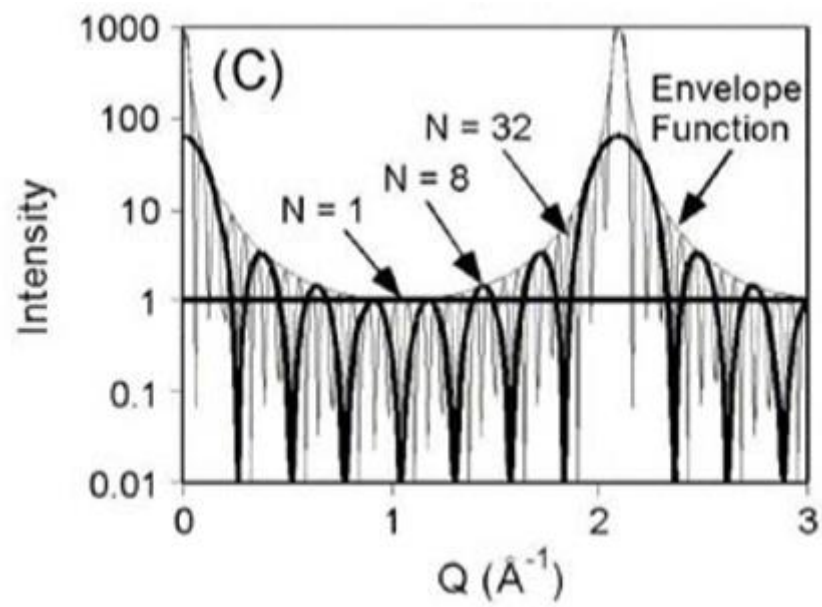 1000
(C)
Envelope
Function
100
N = 32
N = 8
10
N = 1
1
0.1
0.01
Intensity
0 1 2 3
Q (Å⁻¹)